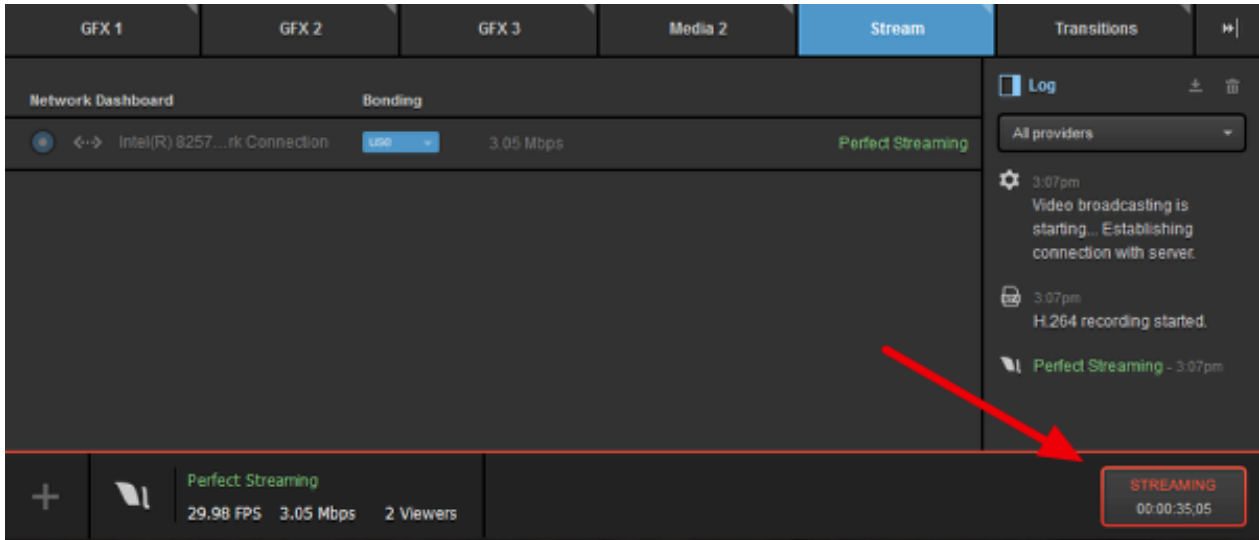 GFX 1
GFX 2
GFX 3
Media 2
Stream
Transitions
Network Dashboard
Bonding
Intel(R) 8257...rk Connection
use
3.05 Mbps
Perfect Streaming
Log
All providers
3:07pm
Video broadcasting is
starting... Establishing
connection with server.
3:07pm
H.264 recording started.
Perfect Streaming - 3:07pm
Perfect Streaming
29.98 FPS 3.05 Mbps 2 Viewers
STREAMING
00:00:35;05